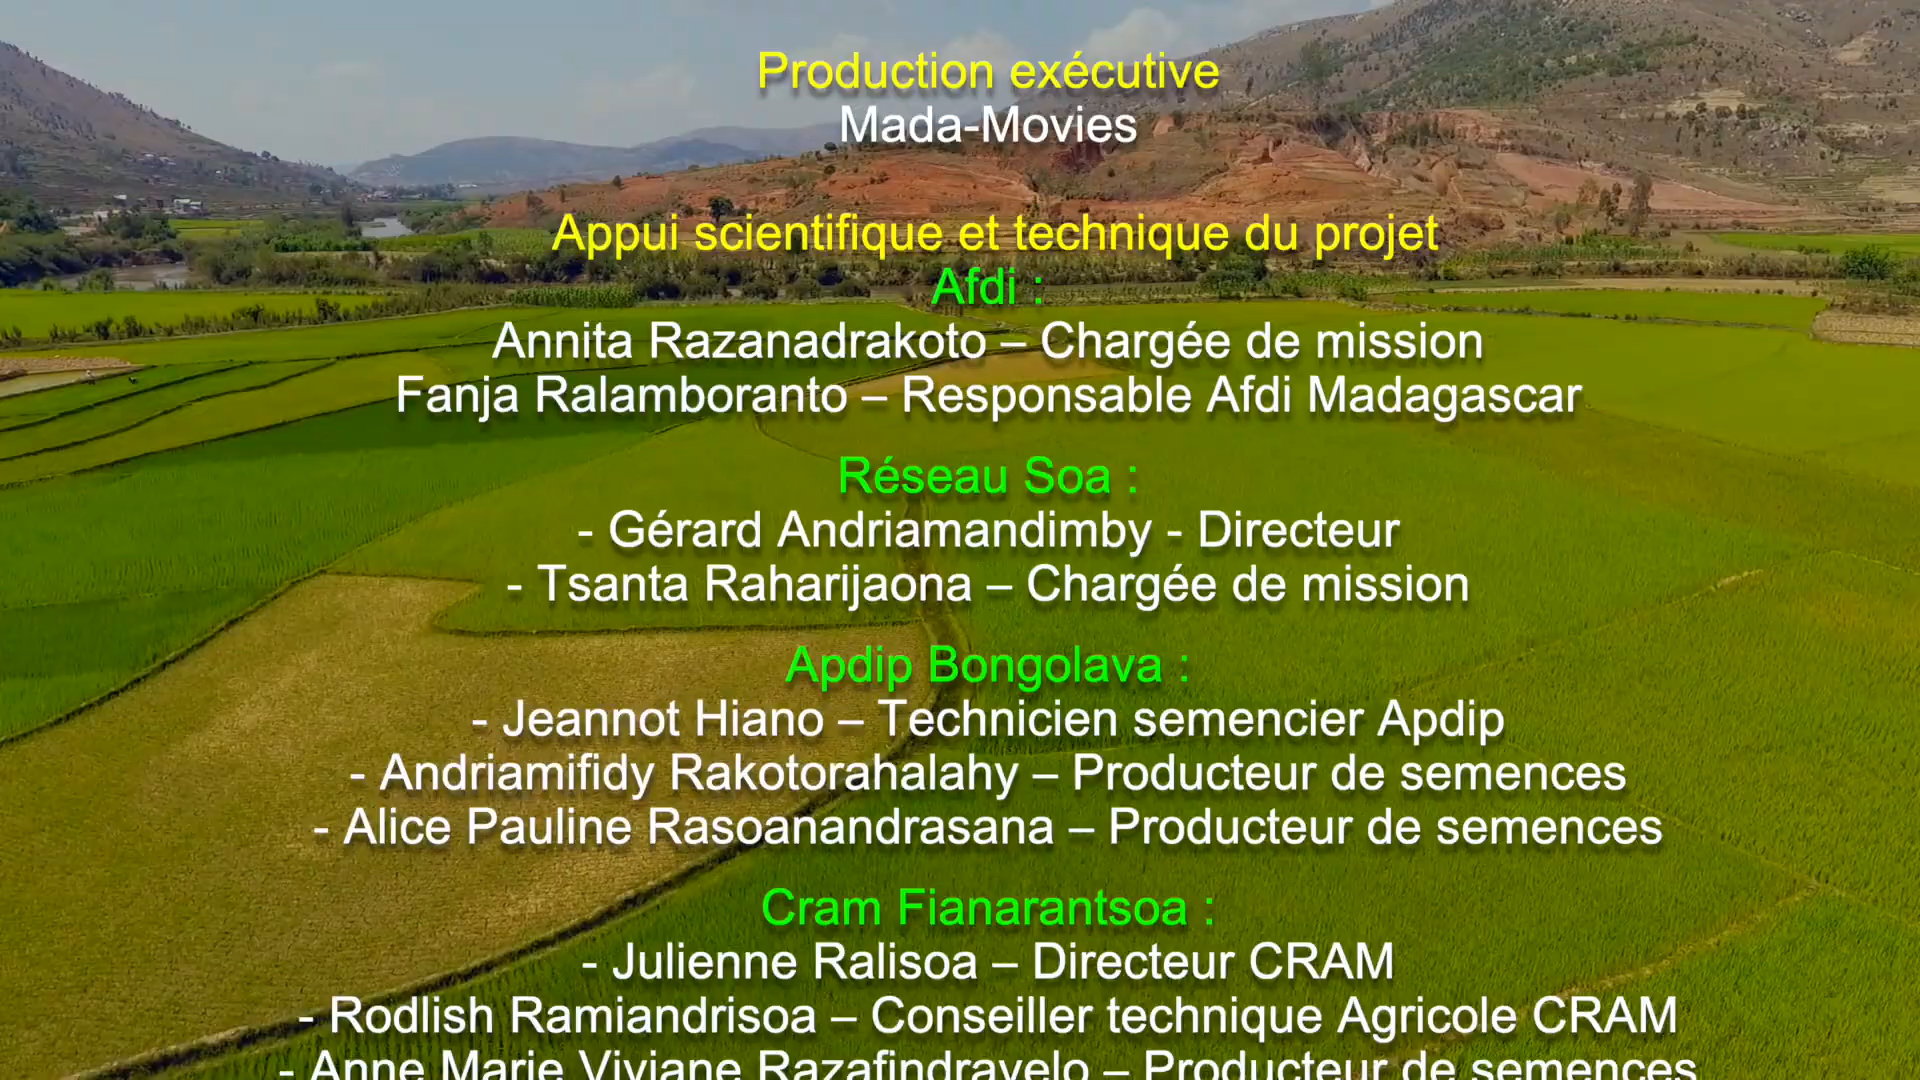 Production exécutive
Mada-Movies
Appui scientifique et technique du projet
Afdi :
Annita Razanadrakoto – Chargée de mission
Fanja Ralamboranto – Responsable Afdi Madagascar
Réseau Soa :
- Gérard Andriamandimby - Directeur
- Tsanta Raharijaona – Chargée de mission
Apdip Bongolava :
- Jeannot Hiano – Technicien semencier Apdip
- Andriamifidy Rakotorahalahy – Producteur de semences
- Alice Pauline Rasoanandrasana – Producteur de semences
Cram Fianarantsoa :
- Julienne Ralisoa – Directeur CRAM
- Rodlish Ramiandrisoa – Conseiller technique Agricole CRAM
- Anne Marie Viviane Razafindravelo – Producteur de semences